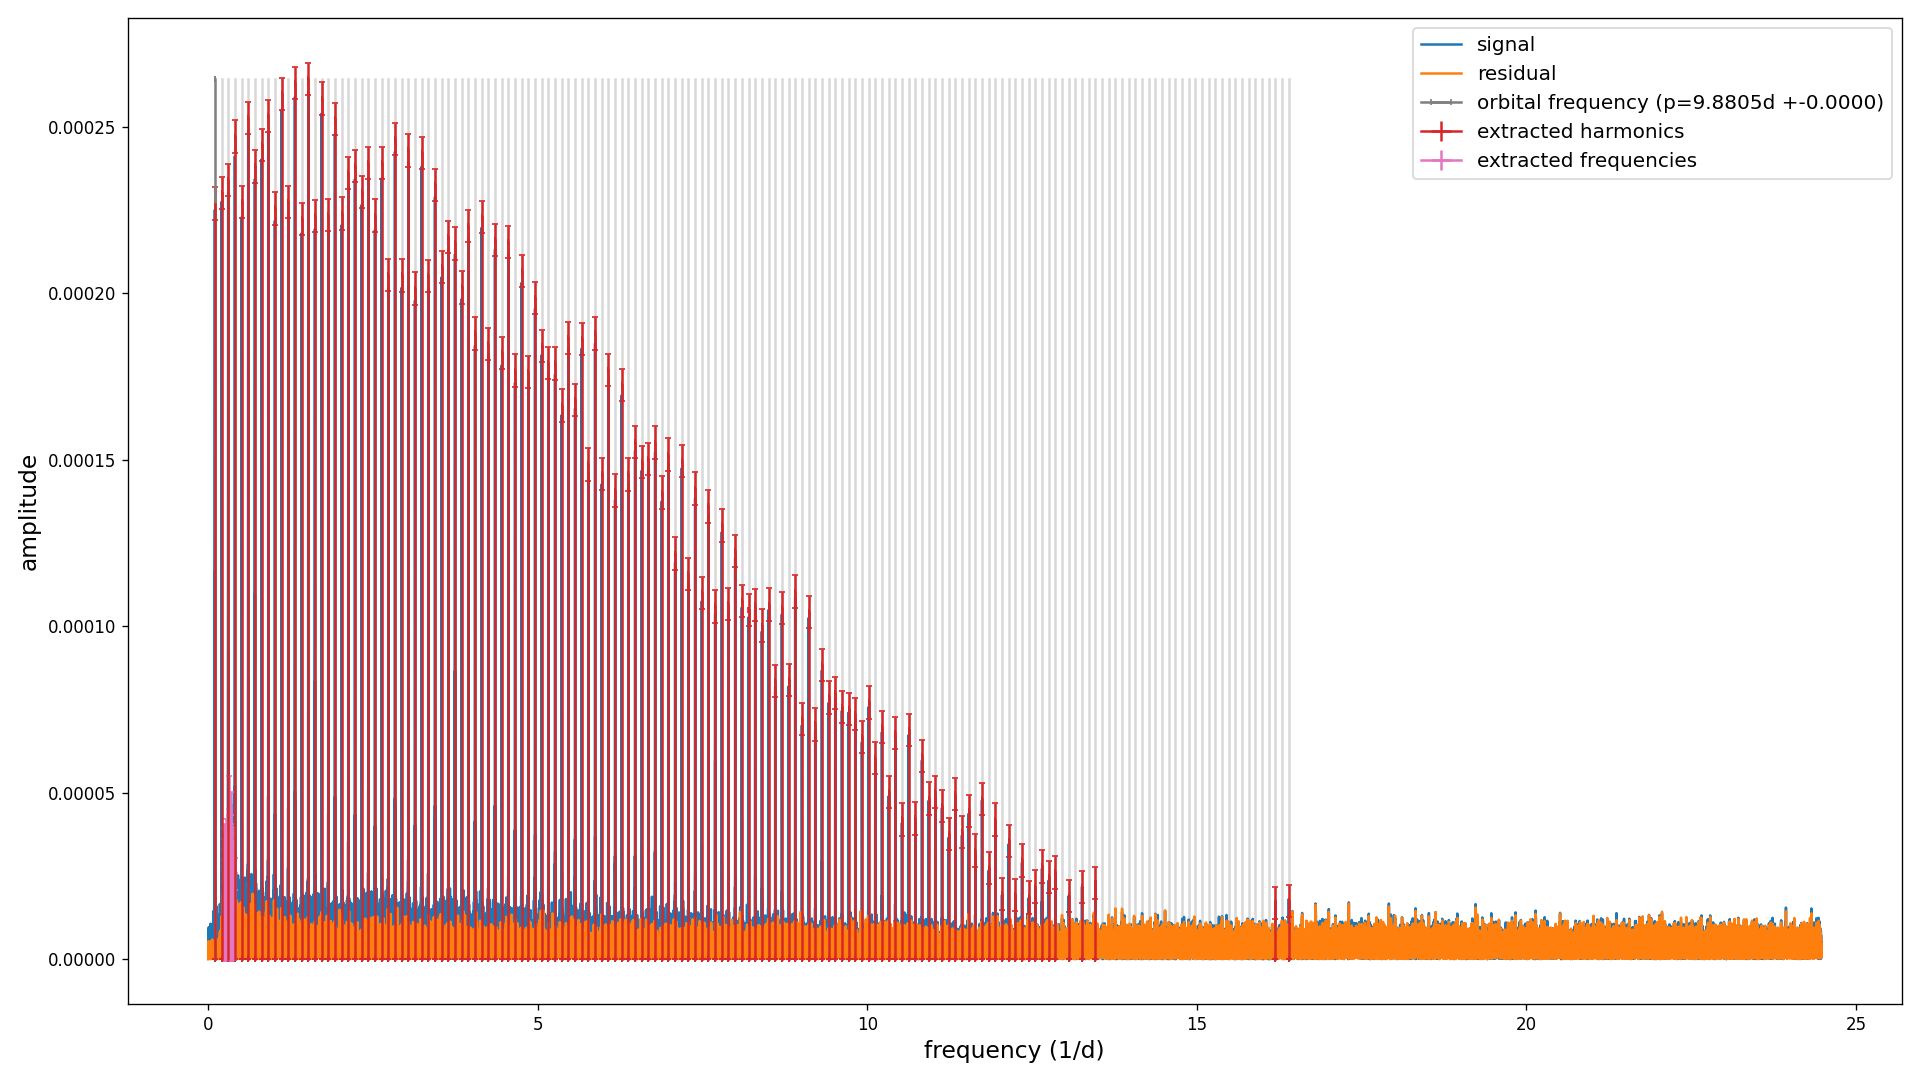 signal
residual
orbital frequency (p=9.8805d +-0.0000)
extracted harmonics
extracted frequencies
amplitude
0.00025
0.00020
0.00015
0.00010
0.00005
0.00000
0 5 10 15 20 25
frequency (1/d)